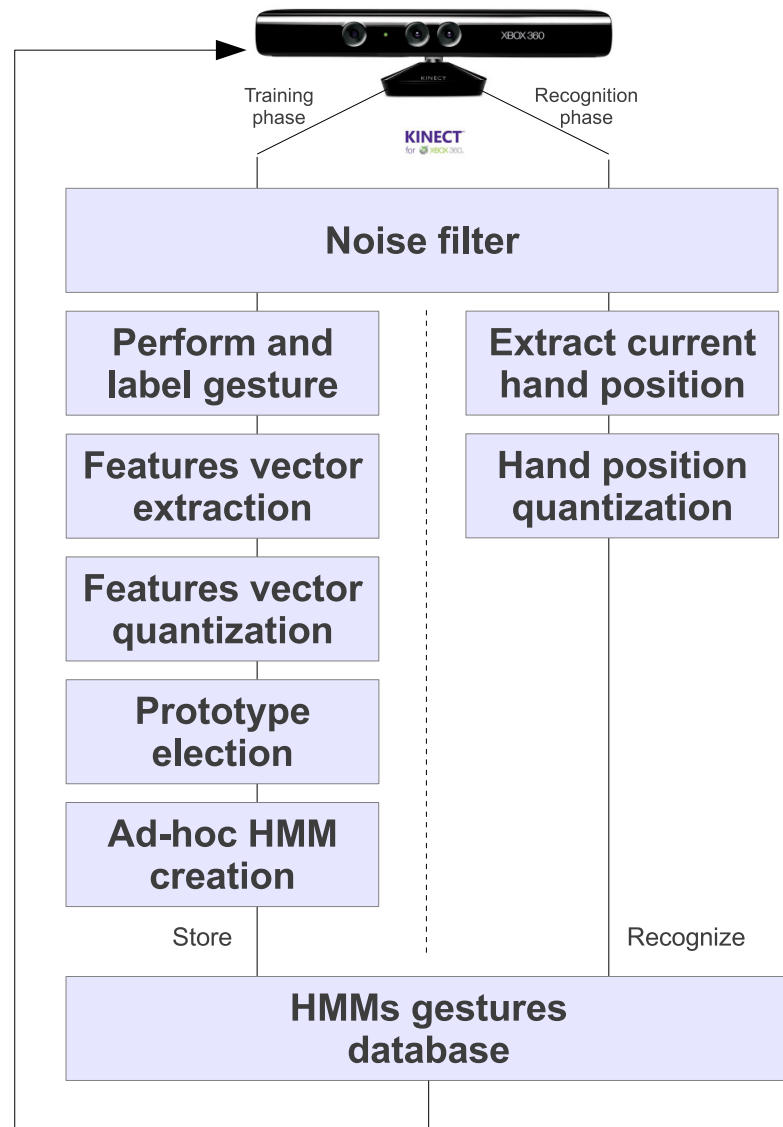 XBOX 360
KINECT
Training
phase
Recognition
phase
KINECT
for XBOX 360.
Noise filter
Perform and
label gesture
Extract current
hand position
Features vector
extraction
Hand position
quantization
Features vector
quantization
Prototype
election
Ad-hoc HMM
creation
Store
Recognize
HMMs gestures
database